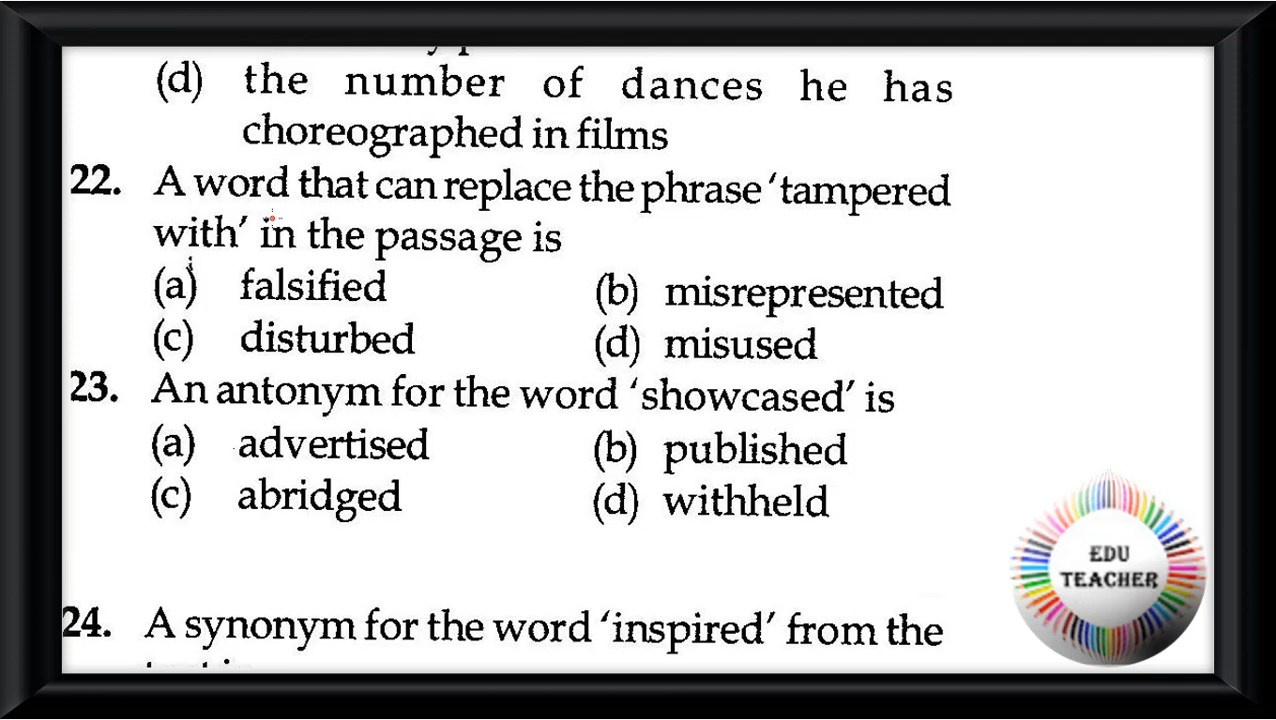 (d) the number of dances he has
choreographed in films
22. A word that can replace the phrase ‘tampered
with’ in the passage is
(a) falsified (b) misrepresented
(c) disturbed (d) misused
23. An antonym for the word ‘showcased’ is
(a) advertised (b) published
(c) abridged (d) withheld
24. A synonym for the word ‘inspired’ from the
EDU
TEACHER